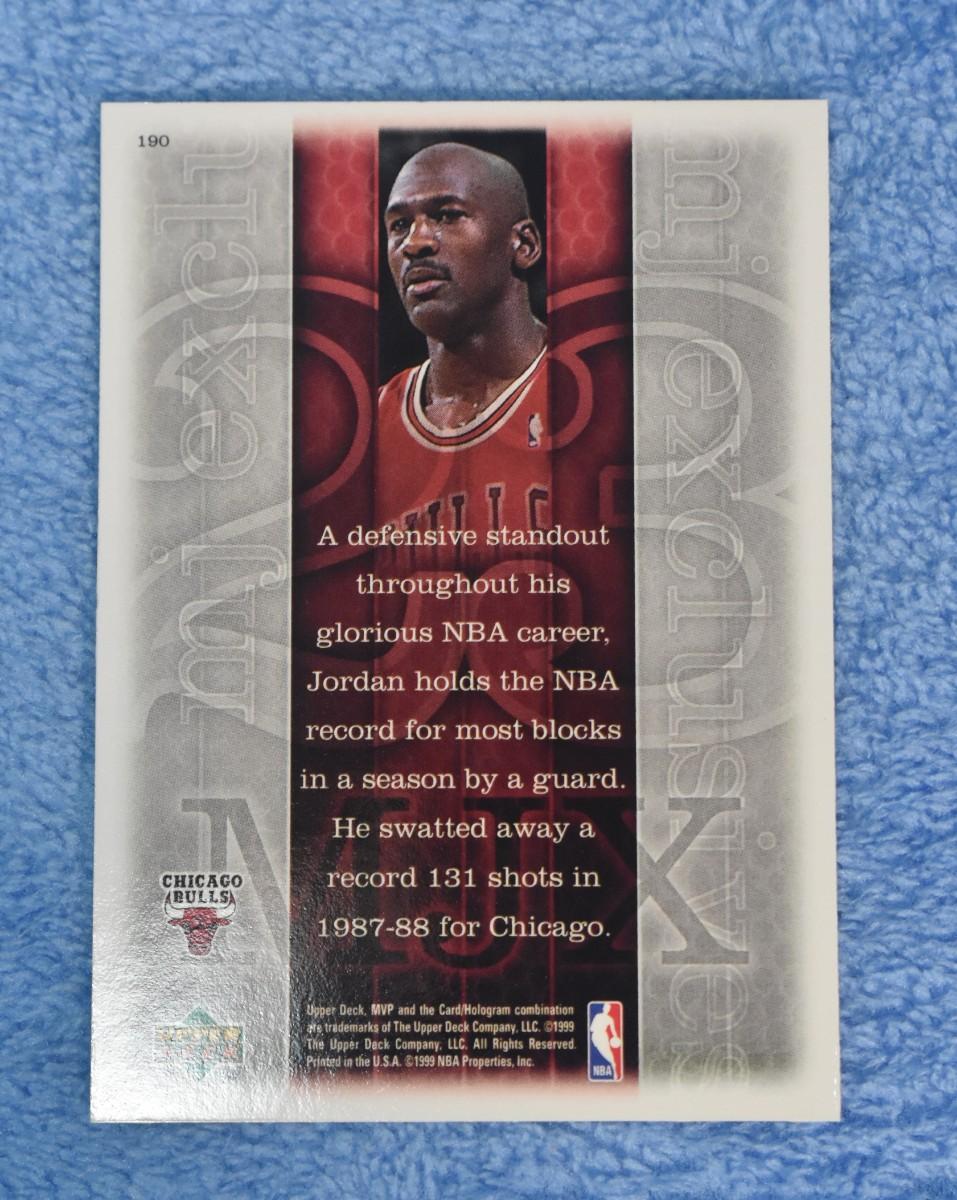 190
mj exclu
mj exclusives
BULLS
A defensive standout
throughout his
glorious NBA career,
Jordan holds the NBA
record for most blocks
in a season by a guard.
He swatted away a
record 131 shots in
1987-88 for Chicago.
MJX
CHICAGO
BULLS
UPPER
DECK
Upper Deck, MVP and the Card/Hologram combination
are trademarks of The Upper Deck Company, LLC. ©1999
The Upper Deck Company, LLC. All Rights Reserved.
Printed in the U.S.A. ©1999 NBA Properties, Inc.
NBA